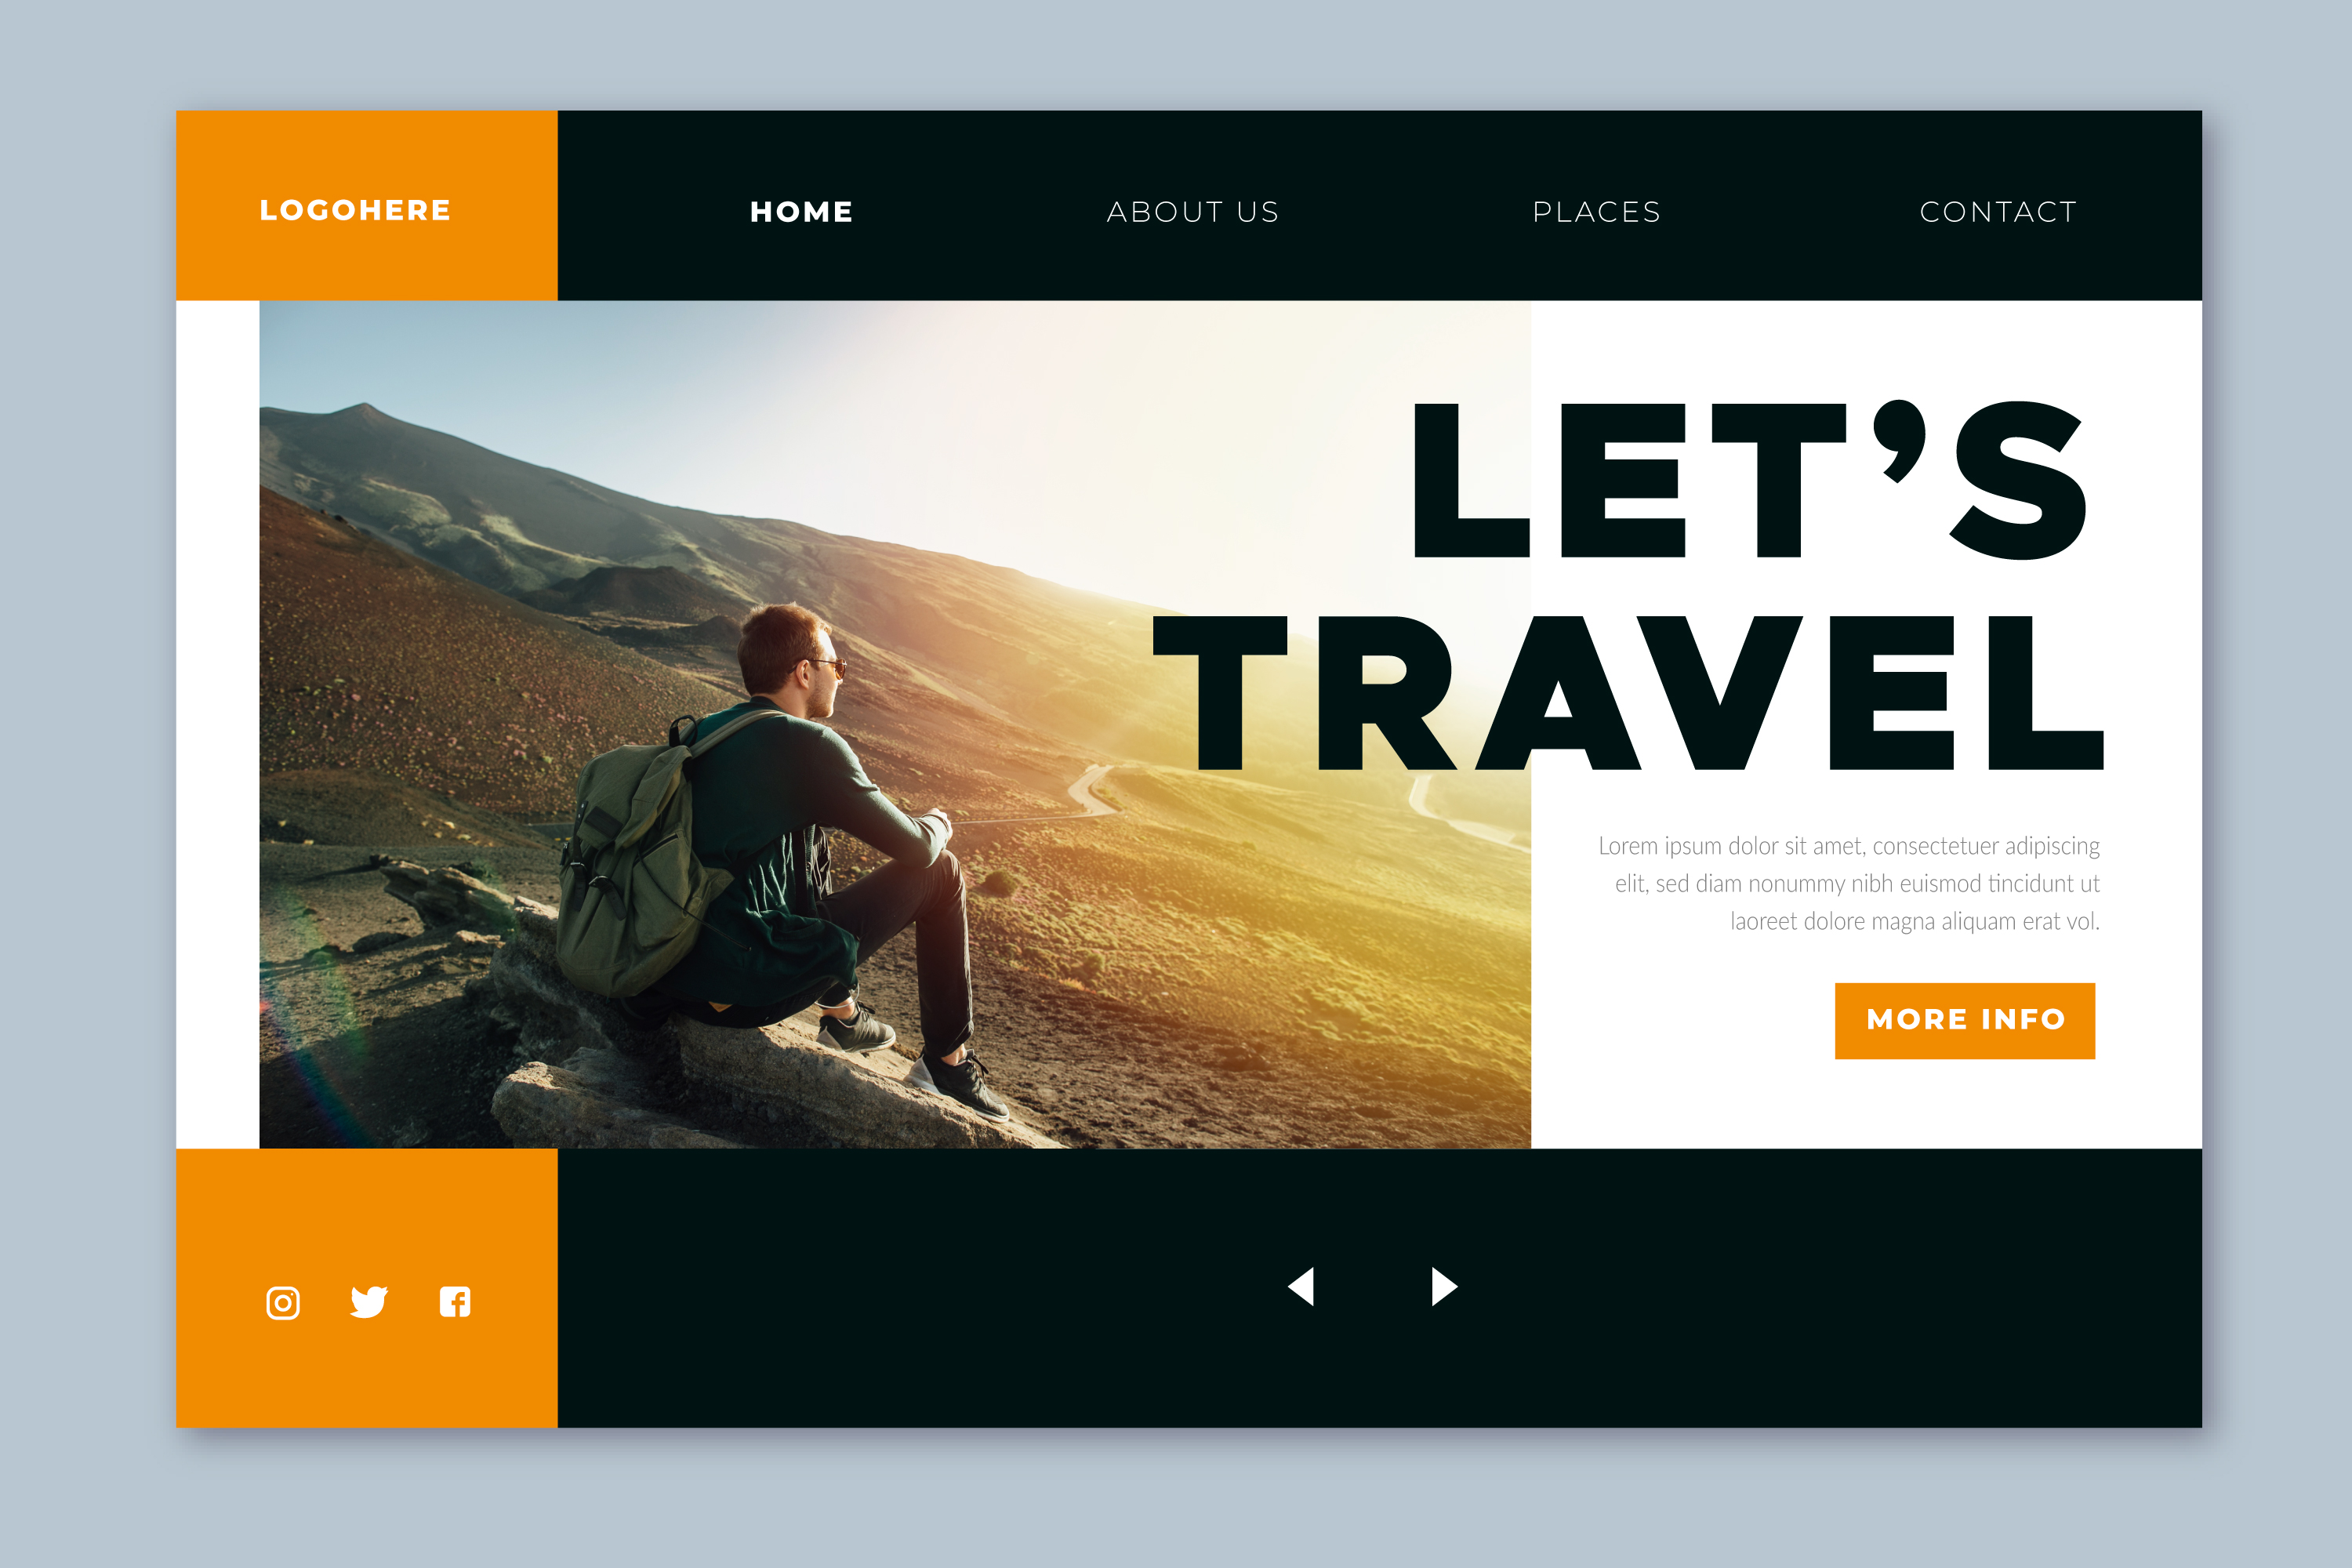 LOGOHERE
HOME
ABOUT US
PLACES
CONTACT
LET’S
TRAVEL
Lorem ipsum dolor sit amet, consectetuer adipiscing
elit, sed diam nonummy nibh euismod tincidunt ut
laoreet dolore magna aliquam erat vol.
MORE INFO